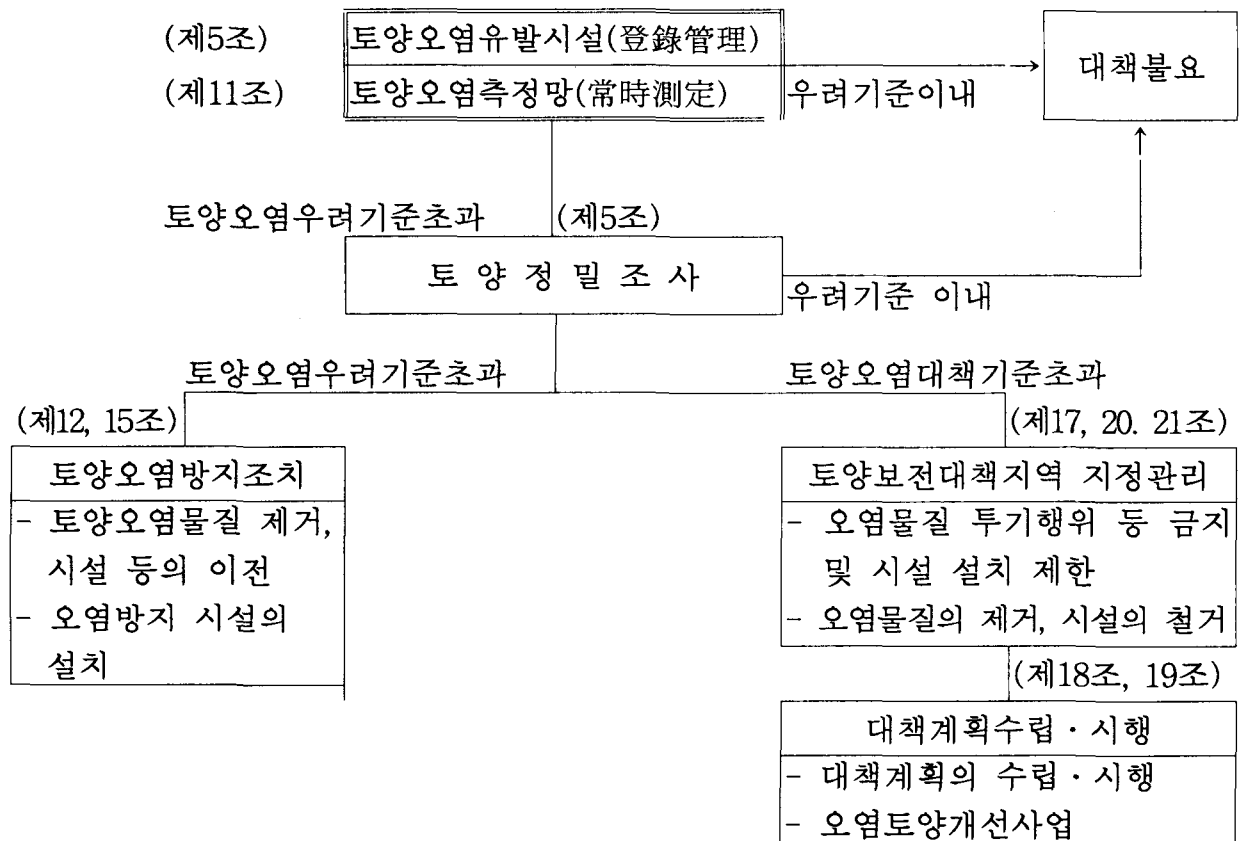 (제5조) 토양오염유발시설(登錄管理)
대책불요
(제11조) 토양오염측정망(常時測定) 우려기준이내
토양오염우려기준초과 (제5조)
토 양 정 밀 조 사
우려기준 이내
토양오염우려기준초과 토양오염대책기준초과
(제12, 15조) (제17, 20. 21조)
토양오염방지조치
- 토양오염물질 제거,
시설 등의 이전
- 오염방지 시설의
설치
토양보전대책지역 지정관리
- 오염물질 투기행위 등 금지
및 시설 설치 제한
- 오염물질의 제거, 시설의 철거
(제18조, 19조)
대책계획수립·시행
- 대책계획의 수립·시행
- 오염토양개선사업